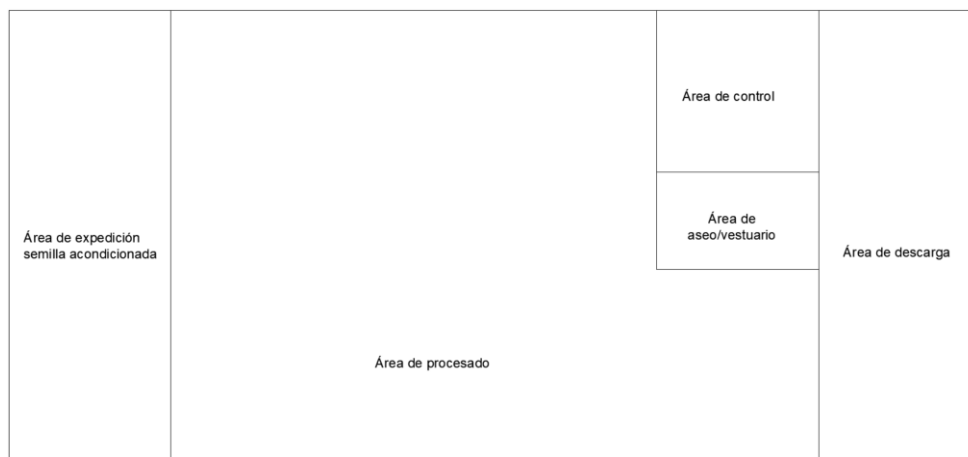 Área de control
Área de
aseo/vestuario
Área de expedición
semilla acondicionada
Área de descarga
Área de procesado